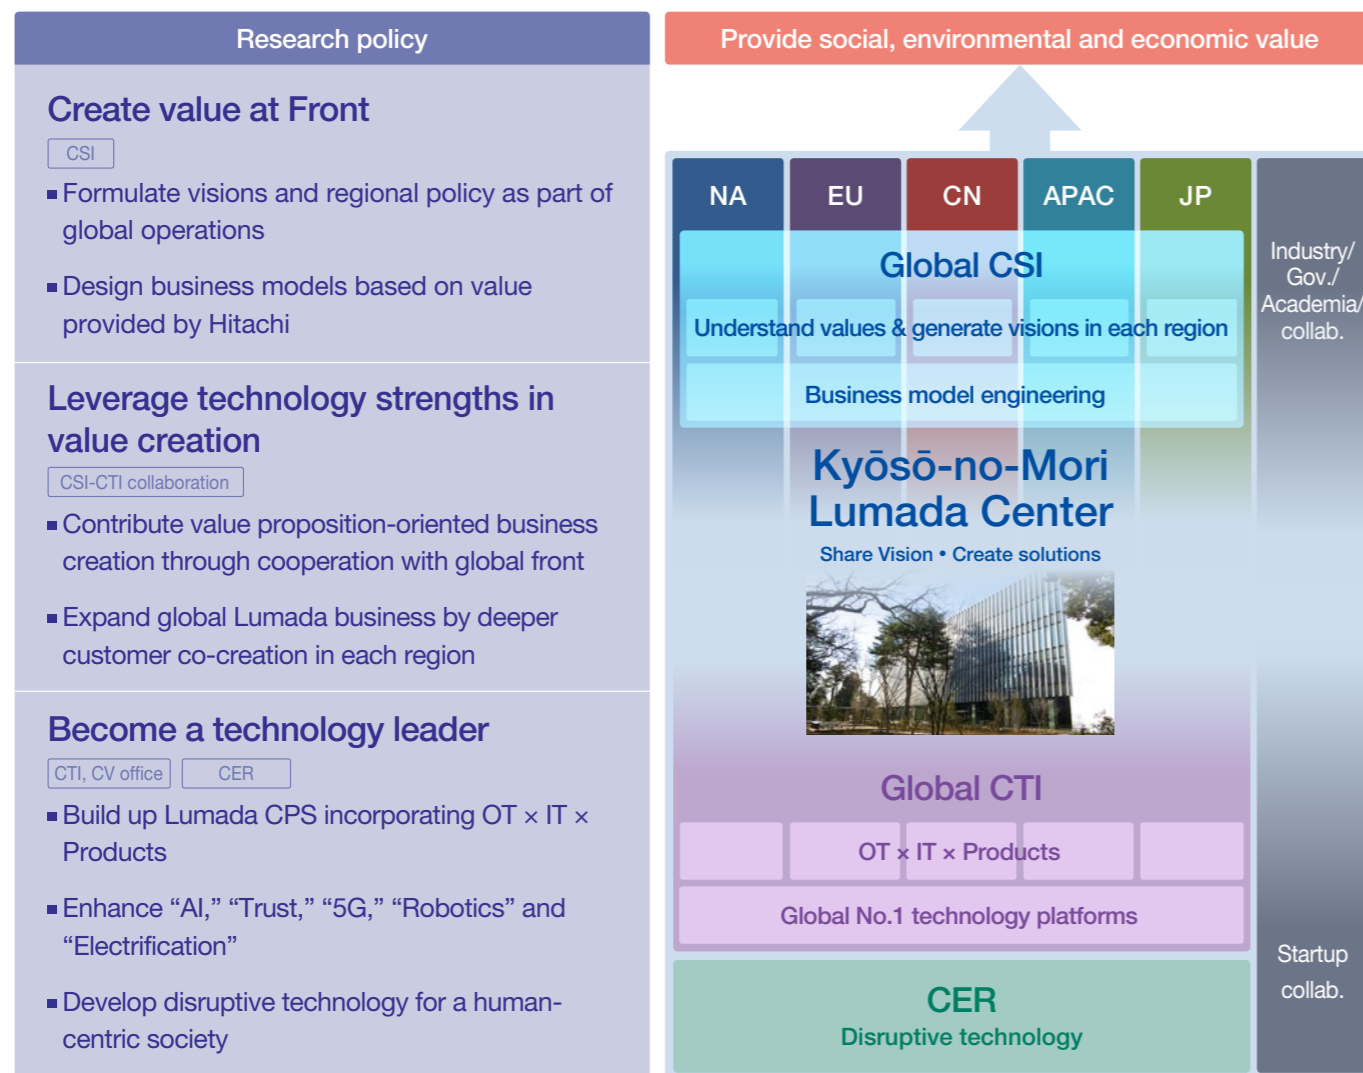 Research policy
Create value at Front
CSI
▪ Formulate visions and regional policy as part of
global operations
▪ Design business models based on value
provided by Hitachi
Leverage technology strengths in
value creation
CSI-CTI collaboration
▪ Contribute value proposition-oriented business
creation through cooperation with global front
▪ Expand global Lumada business by deeper
customer co-creation in each region
Become a technology leader
CTI, CV office CER
▪ Build up Lumada CPS incorporating OT × IT ×
Products
▪ Enhance “AI,” “Trust,” “5G,” “Robotics” and
“Electrification”
▪ Develop disruptive technology for a human-
centric society
Provide social, environmental and economic value
NA EU CN APAC JP
Global CSI
Understand values & generate visions in each region
Business model engineering
Kyōsō-no-Mori
Lumada Center
Share Vision • Create solutions
Global CTI
OT × IT × Products
Global No.1 technology platforms
CER
Disruptive technology
Industry/
Gov./
Academia/
collab.
Startup
collab.